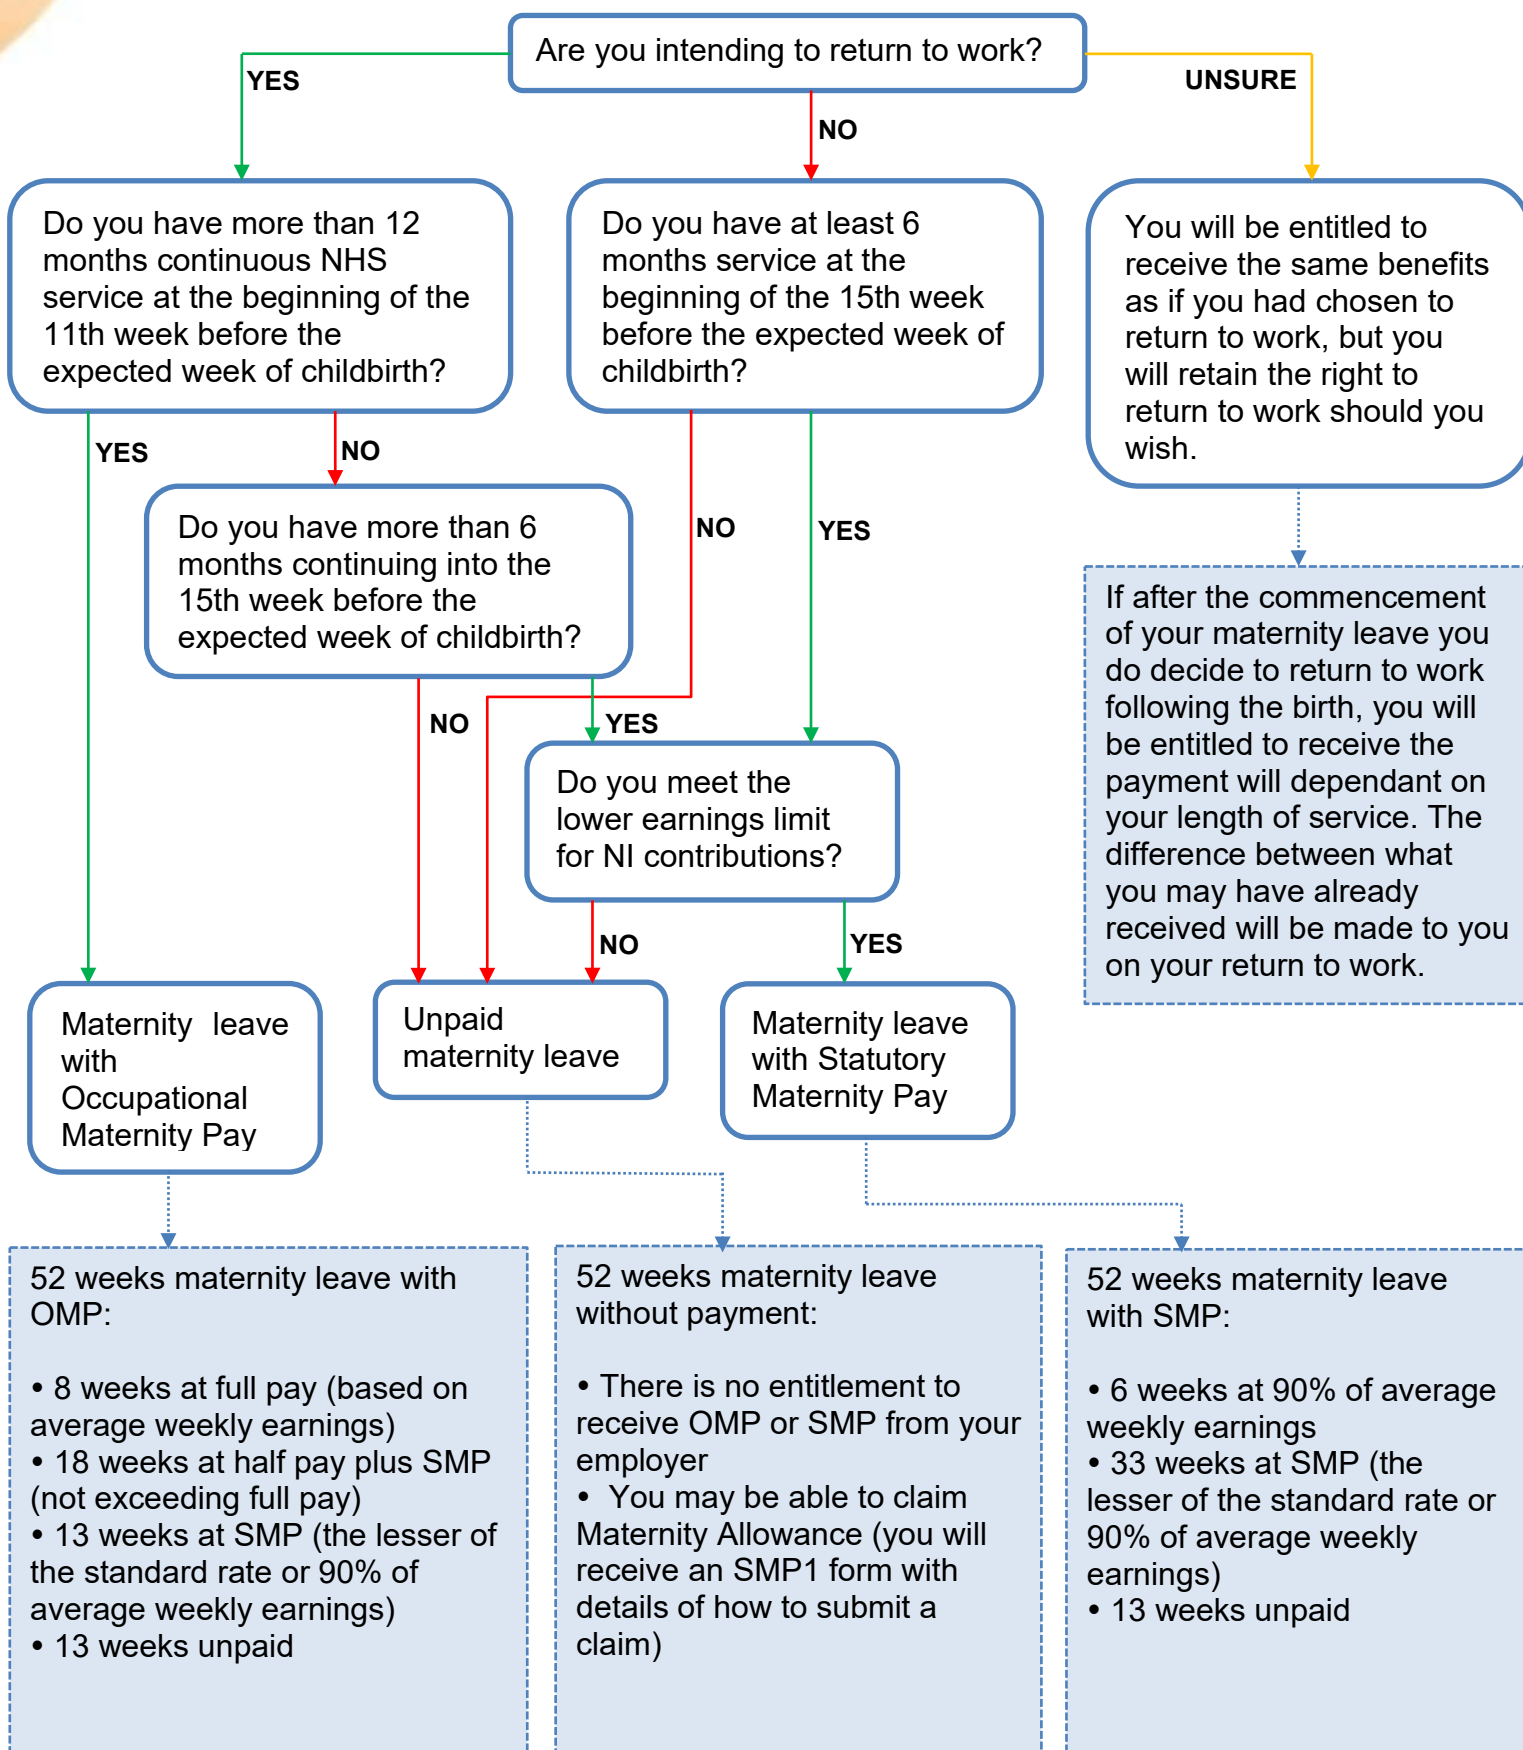 Are you intending to return to work?
YES
NO
UNSURE
Do you have more than 12
months continuous NHS
service at the beginning of the
11th week before the
expected week of childbirth?
Do you have at least 6
months service at the
beginning of the 15th week
before the expected week of
childbirth?
You will be entitled to
receive the same benefits
as if you had chosen to
return to work, but you
will retain the right to
return to work should you
wish.
YES
NO
NO
YES
Do you have more than 6
months continuing into the
15th week before the
expected week of childbirth?
If after the commencement
of your maternity leave you
do decide to return to work
following the birth, you will
be entitled to receive the
payment will dependant on
your length of service. The
difference between what
you may have already
received will be made to you
on your return to work.
NO
YES
Do you meet the
lower earnings limit
for NI contributions?
NO
YES
Maternity leave
with
Occupational
Maternity Pay
Unpaid
maternity leave
Maternity leave
with Statutory
Maternity Pay
52 weeks maternity leave with
OMP:
• 8 weeks at full pay (based on
average weekly earnings)
• 18 weeks at half pay plus SMP
(not exceeding full pay)
• 13 weeks at SMP (the lesser of
the standard rate or 90% of
average weekly earnings)
• 13 weeks unpaid
52 weeks maternity leave
without payment:
• There is no entitlement to
receive OMP or SMP from your
employer
• You may be able to claim
Maternity Allowance (you will
receive an SMP1 form with
details of how to submit a
claim)
52 weeks maternity leave
with SMP:
• 6 weeks at 90% of average
weekly earnings
• 33 weeks at SMP (the
lesser of the standard rate or
90% of average weekly
earnings)
• 13 weeks unpaid